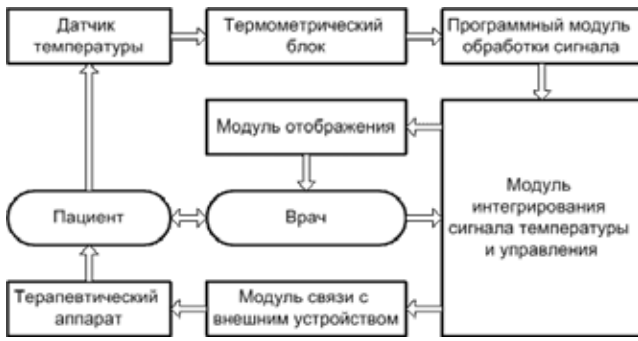 Датчик
температуры
Термометрический
блок
Программный модуль
обработки сигнала
Модуль отображения
Модуль
интегрирования
сигнала температуры
и управления
Пациент
Врач
Терапевтический
аппарат
Модуль связи с
внешним устройством